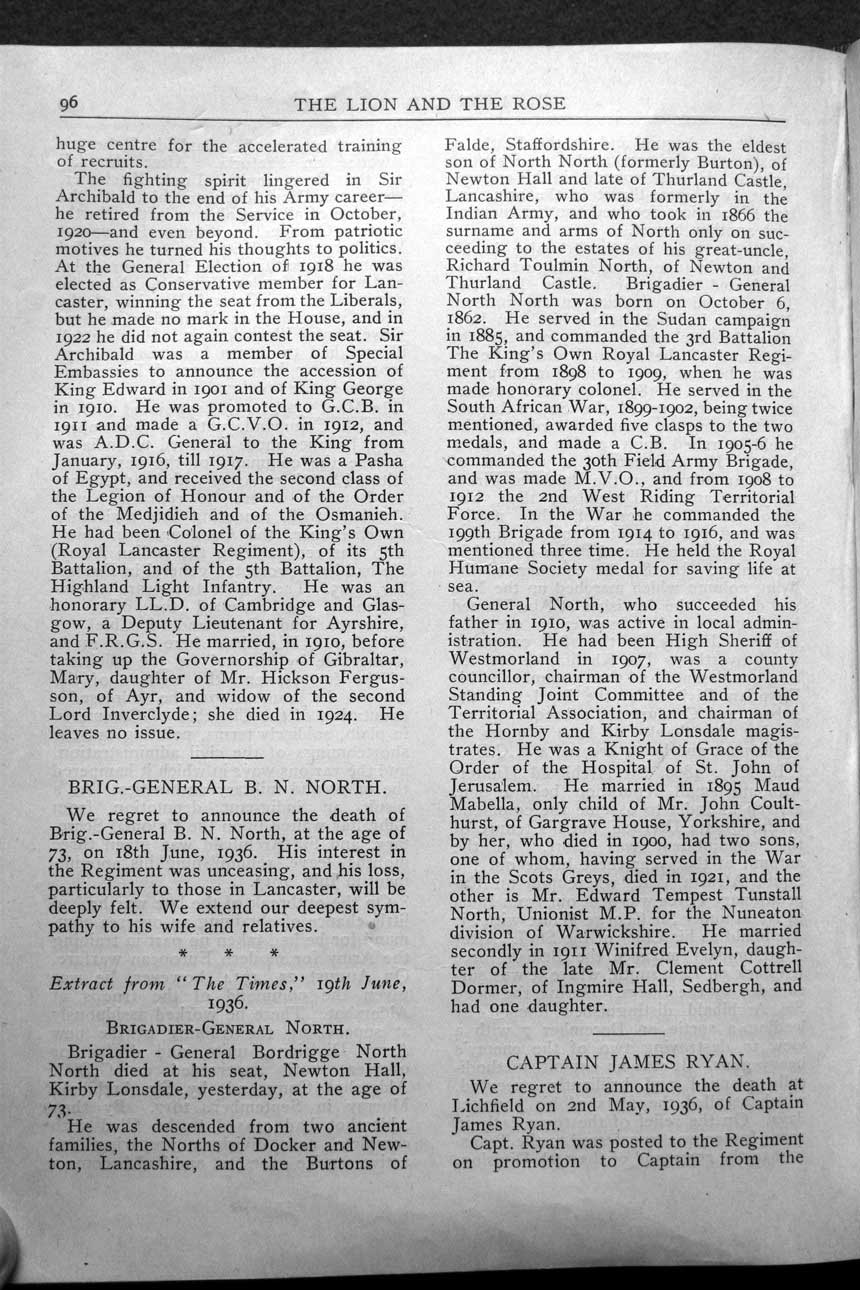 96
THE LION AND THE ROSE
huge centre for the accelerated training
of recruits.
The fighting spirit lingered in Sir
Archibald to the end of his Army career—
he retired from the Service in October,
1920—and even beyond. From patriotic
motives he turned his thoughts to politics.
At the General Election of 1918 he was
elected as Conservative member for Lan-
caster, winning the seat from the Liberals,
but he made no mark in the House, and in
1922 he did not again contest the seat. Sir
Archibald was a member of Special
Embassies to announce the accession of
King Edward in 1901 and of King George
in 1910. He was promoted to G.C.B. in
1911 and made a G.C.V.O. in 1912, and
was A.D.C. General to the King from
January, 1916, till 1917. He was a Pasha
of Egypt, and received the second class of
the Legion of Honour and of the Order
of the Medjidieh and of the Osmanieh.
He had been Colonel of the King's Own
(Royal Lancaster Regiment), of its 5th
Battalion, and of the 5th Battalion, The
Highland Light Infantry. He was an
honorary LL.D. of Cambridge and Glas-
gow, a Deputy Lieutenant for Ayrshire,
and F.R.G.S. He married, in 1910, before
taking up the Governorship of Gibraltar,
Mary, daughter of Mr. Hickson Fergus-
son, of Ayr, and widow of the second
Lord Inverclyde; she died in 1924. He
leaves no issue.
BRIG.-GENERAL B. N. NORTH.
We regret to announce the death of
Brig.-General B. N. North, at the age of
73, on 18th June, 1936. His interest in
the Regiment was unceasing, and his loss,
particularly to those in Lancaster, will be
deeply felt. We extend our deepest sym-
pathy to his wife and relatives.
* * *
Extract from "The Times," 19th June,
1936.
BRIGADIER-GENERAL NORTH.
Brigadier - General Bordrigge North
North died at his seat, Newton Hall,
Kirby Lonsdale, yesterday, at the age of
73.
He was descended from two ancient
families, the Norths of Docker and New-
ton, Lancashire, and the Burtons of
Falde, Staffordshire. He was the eldest
son of North North (formerly Burton), of
Newton Hall and late of Thurland Castle,
Lancashire, who was formerly in the
Indian Army, and who took in 1866 the
surname and arms of North only on suc-
ceeding to the estates of his great-uncle,
Richard Toulmin North, of Newton and
Thurland Castle. Brigadier - General
North North was born on October 6,
1862. He served in the Sudan campaign
in 1885, and commanded the 3rd Battalion
The King's Own Royal Lancaster Regi-
ment from 1898 to 1909, when he was
made honorary colonel. He served in the
South African War, 1899-1902, being twice
mentioned, awarded five clasps to the two
medals, and made a C.B. In 1905-6 he
commanded the 30th Field Army Brigade,
and was made M.V.O., and from 1908 to
1912 the 2nd West Riding Territorial
Force. In the War he commanded the
199th Brigade from 1914 to 1916, and was
mentioned three time. He held the Royal
Humane Society medal for saving life at
sea.
General North, who succeeded his
father in 1910, was active in local admin-
istration. He had been High Sheriff of
Westmorland in 1907, was a county
councillor, chairman of the Westmorland
Standing Joint Committee and of the
Territorial Association, and chairman of
the Hornby and Kirby Lonsdale magis-
trates. He was a Knight of Grace of the
Order of the Hospital of St. John of
Jerusalem. He married in 1895 Maud
Mabella, only child of Mr. John Coult-
hurst, of Gargrave House, Yorkshire, and
by her, who died in 1900, had two sons,
one of whom, having served in the War
in the Scots Greys, died in 1921, and the
other is Mr. Edward Tempest Tunstall
North, Unionist M.P. for the Nuneaton
division of Warwickshire. He married
secondly in 1911 Winifred Evelyn, daugh-
ter of the late Mr. Clement Cottrell
Dormer, of Ingmire Hall, Sedbergh, and
had one daughter.
CAPTAIN JAMES RYAN.
We regret to announce the death at
Lichfield on 2nd May, 1936, of Captain
James Ryan.
Capt. Ryan was posted to the Regiment
on promotion to Captain from the